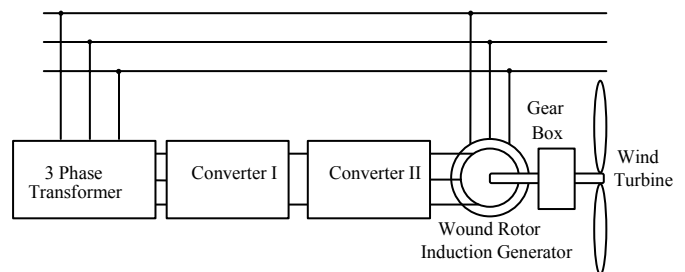 Gear
Box
3 Phase
Transformer
Converter I
Converter II
Wind
Turbine
Wound Rotor
Induction Generator